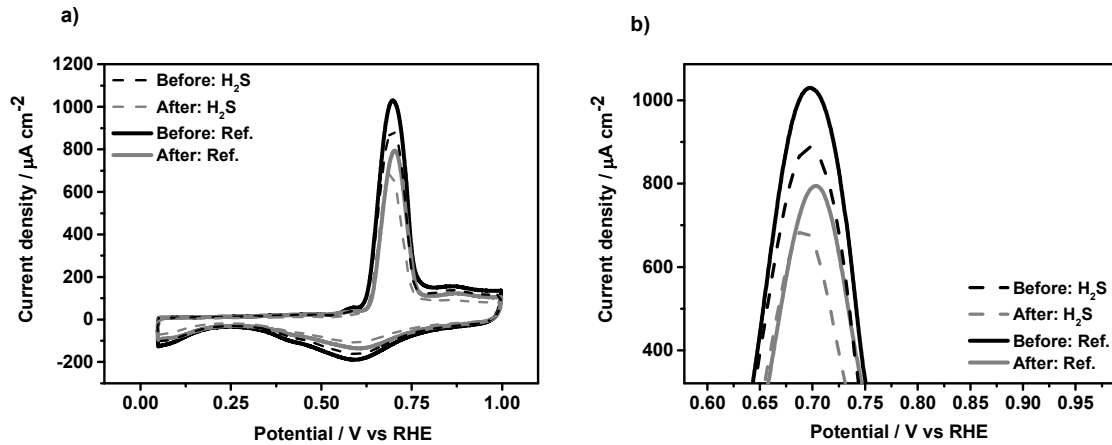 a)
Before: H₂S
After: H₂S
Before: Ref.
After: Ref.
1200
1000
800
600
400
200
0
-200
Current density / µA cm⁻²
0.00 0.25 0.50 0.75 1.00
Potential / V vs RHE
b)
1000
800
600
400
Current density / µA cm⁻²
Before: H₂S
After: H₂S
Before: Ref.
After: Ref.
0.60 0.65 0.70 0.75 0.80 0.85 0.90 0.95
Potential / V vs RHE